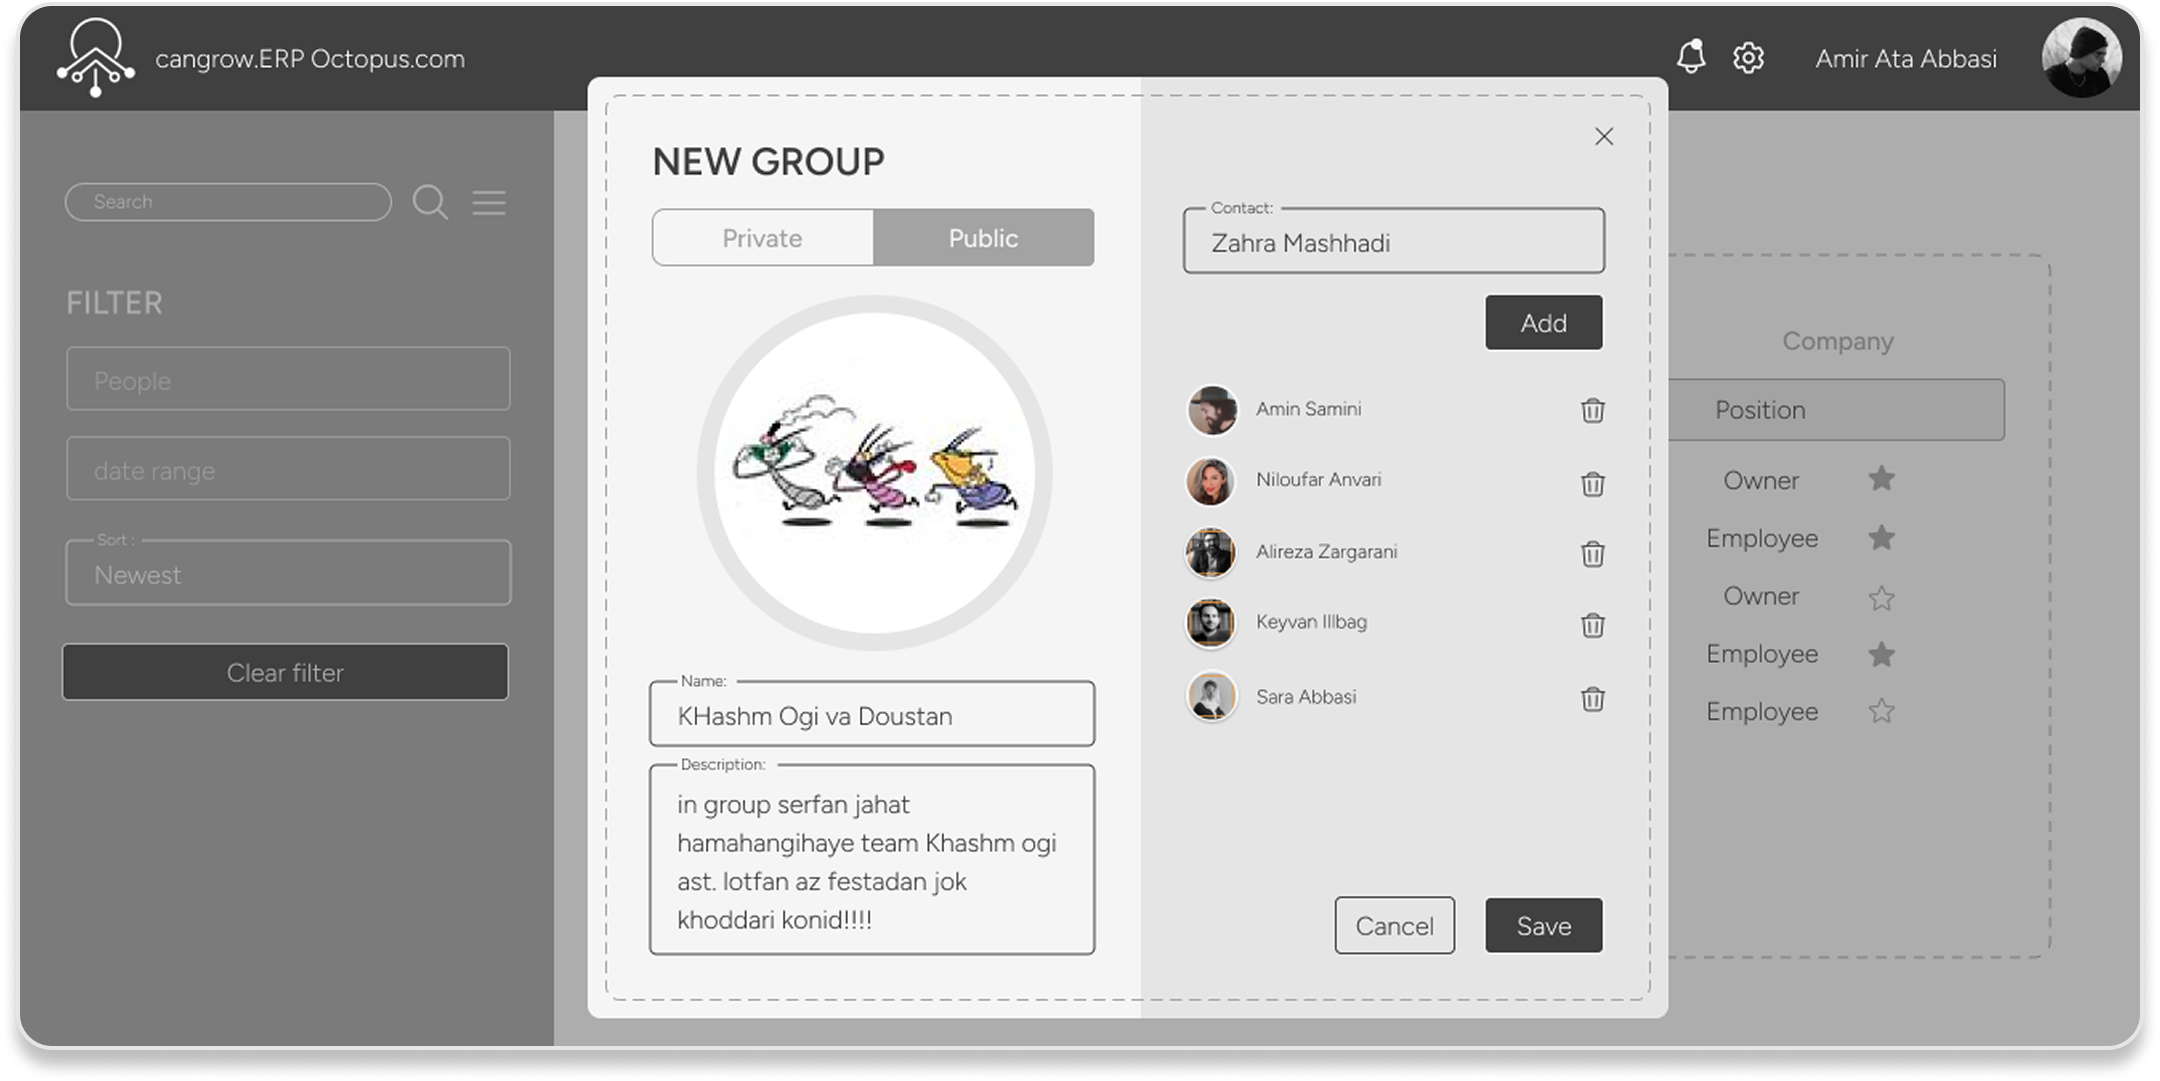 cangrow.ERP Octopus.com
Amir Ata Abbasi
Search
FILTER
People
date range
Sort :
Newest
Clear filter
NEW GROUP
Private
Public
Name:
KHashm Ogi va Doustan
Description:
in group serfan jahat
hamahangihaye team Khashm ogi
ast. lotfan az festadan jok
khoddari konid!!!!
Contact:
Zahra Mashhadi
Add
Amin Samini
Niloufar Anvari
Alireza Zargarani
Keyvan Illbag
Sara Abbasi
Cancel
Save
Company
Position
Owner
Employee
Owner
Employee
Employee